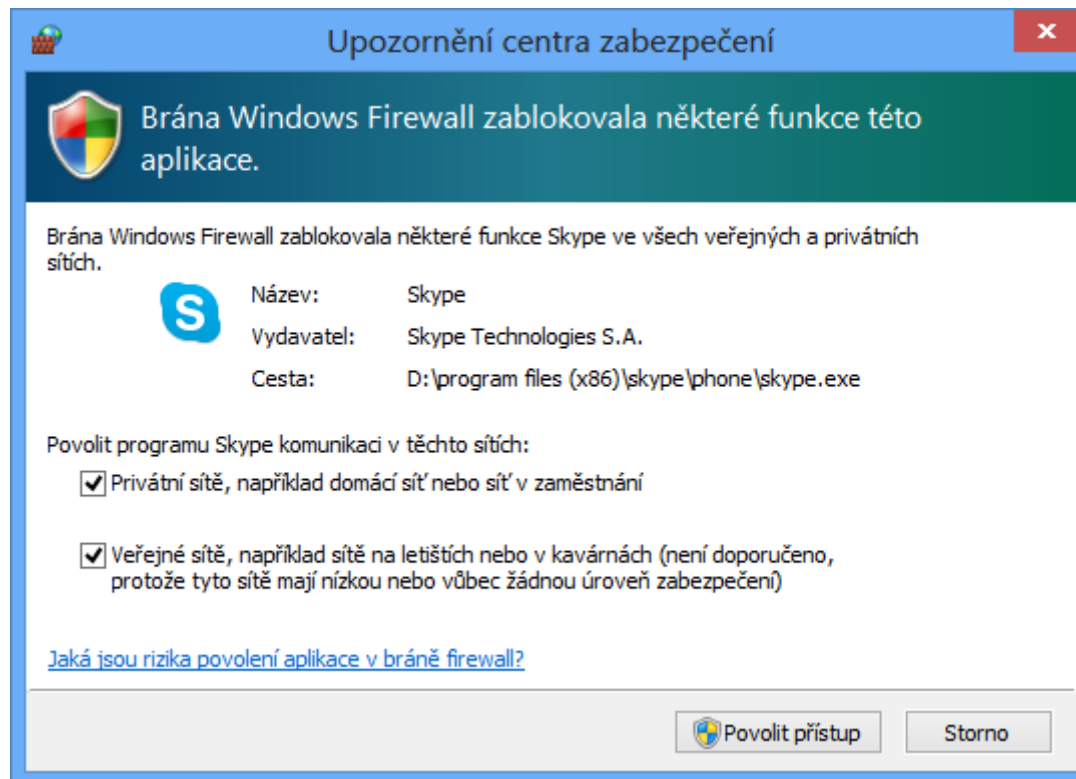 Upozornění centra zabezpečení
Brána Windows Firewall zablokovala některé funkce této
aplikace.
Brána Windows Firewall zablokovala některé funkce Skype ve všech veřejných a privátních
sítích.
S
Název: Skype
Vydavatel: Skype Technologies S.A.
Cesta: D:\program files (x86)\skype\phone\skype.exe
Povolit programu Skype komunikaci v těchto sítích:
Privátní sítě, například domácí síť nebo síť v zaměstnání
Veřejné sítě, například sítě na letištích nebo v kavárnách (není doporučeno,
protože tyto sítě mají nízkou nebo vůbec žádnou úroveň zabezpečení)
Jaká jsou rizika povolení aplikace v bráně firewall?
Povolit přístup Storno